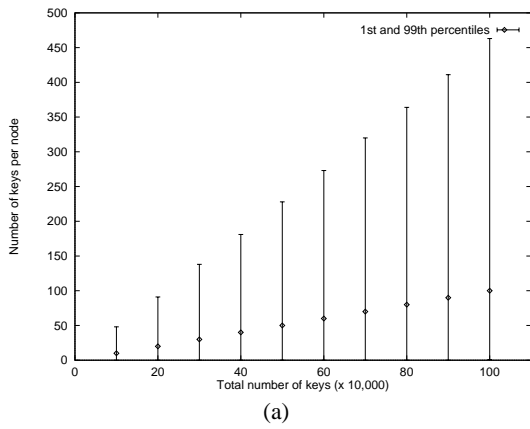 500
1st and 99th percentiles
450
400
350
300
250
200
150
100
50
0
Number of keys per node
0 20 40 60 80 100
Total number of keys (x 10,000)
(a)